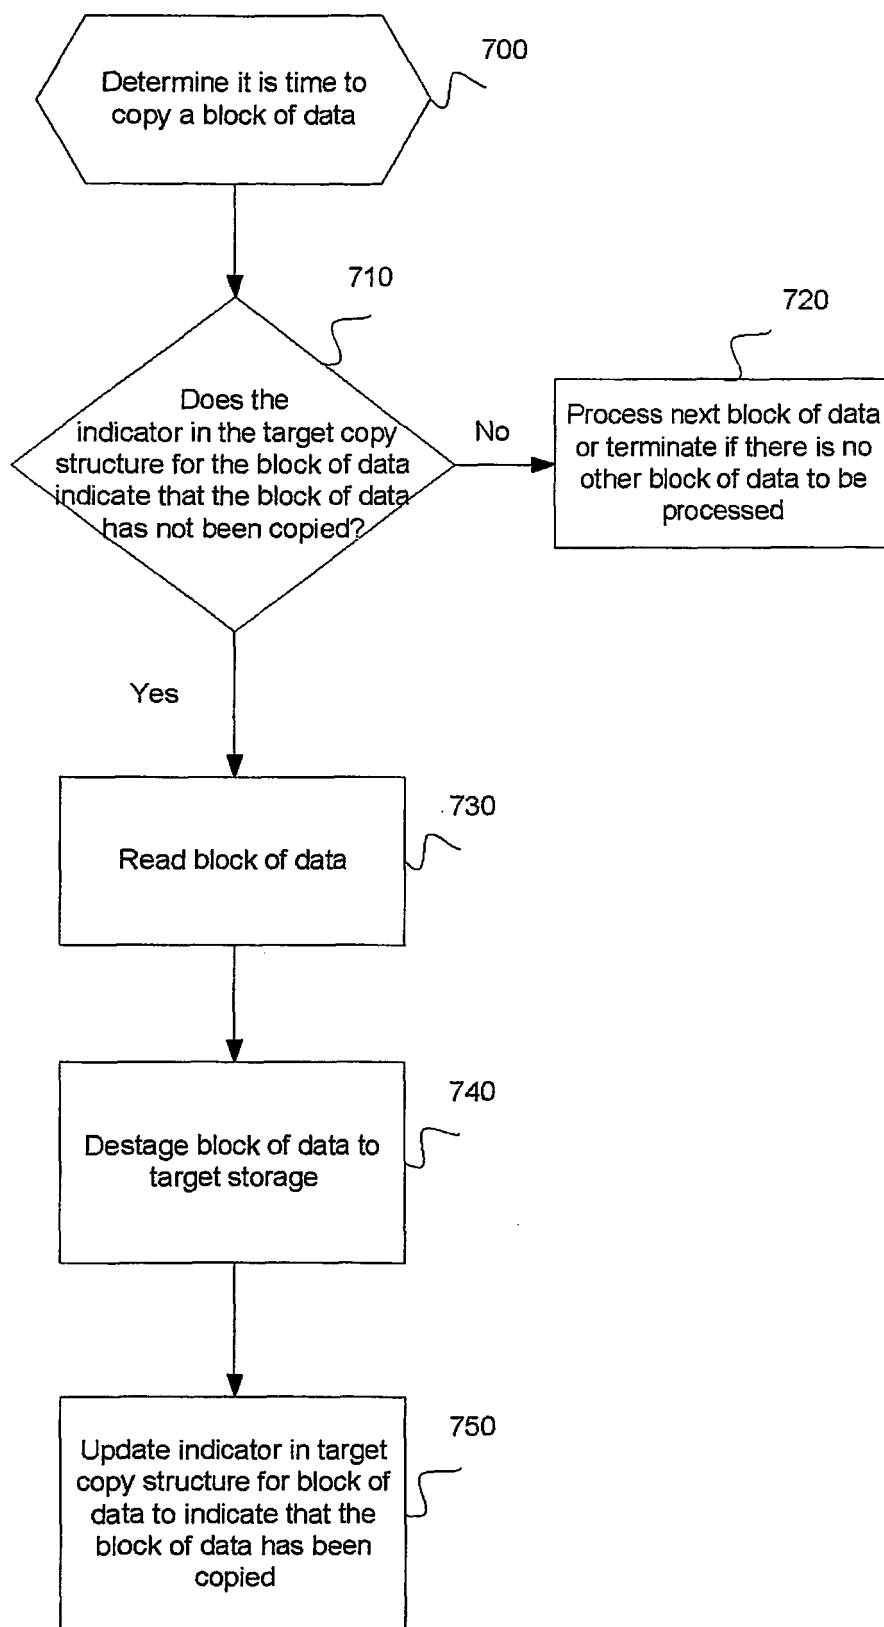 700
Determine it is time to
copy a block of data
710
720
Does the
indicator in the target copy
structure for the block of data
indicate that the block of data
has not been copied?
No
Process next block of data
or terminate if there is no
other block of data to be
processed
Yes
730
Read block of data
740
Destage block of data to
target storage
750
Update indicator in target
copy structure for block of
data to indicate that the
block of data has been
copied